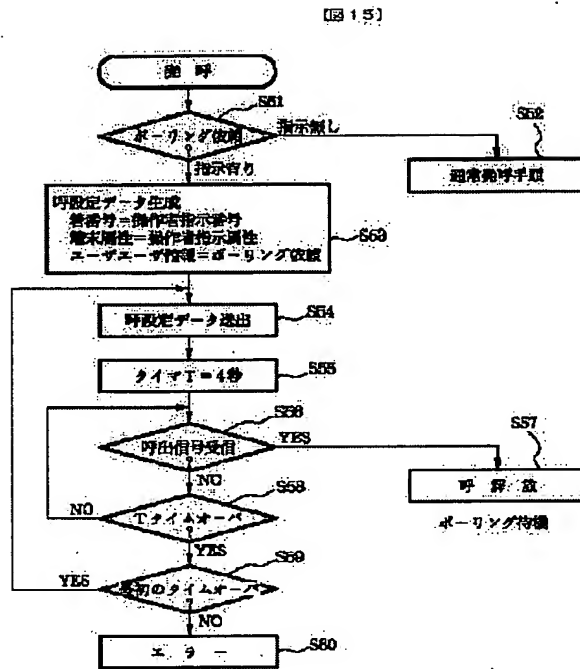 【図15】
発 呼
S51
ポーリング依頼
?
指示無し
S52
通常発呼手順
指示有り
呼設定データ生成
着番号=操作者指示番号
端末属性=操作者指示属性
ユーザユーザ情報=ポーリング依頼
S53
呼設定データ送出
S54
タイマT=4秒
S55
S56
呼出信号受信
?
YES
S57
呼 解 放
ポーリング待機
NO
S58
Tタイムオーバ
?
NO
YES
S59
最初のタイムオーバ
?
YES
NO
エ ラ ー
S60